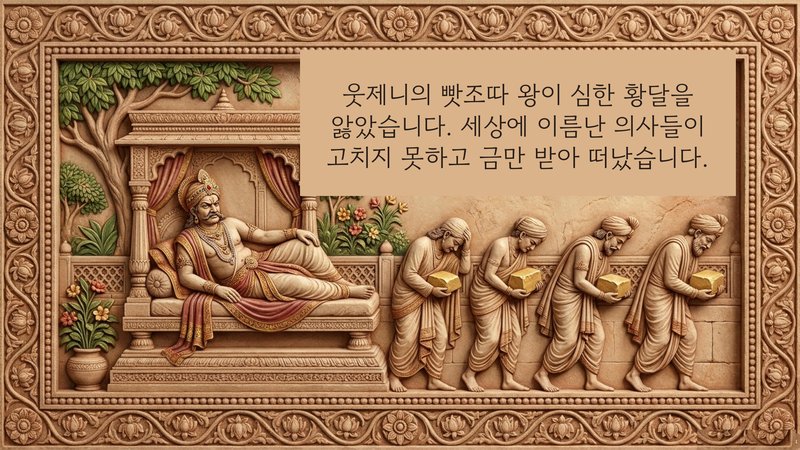 웃제니의 빳조따 왕이 심한 황달을
앓았습니다. 세상에 이름난 의사들이
고치지 못하고 금만 받아 떠났습니다.